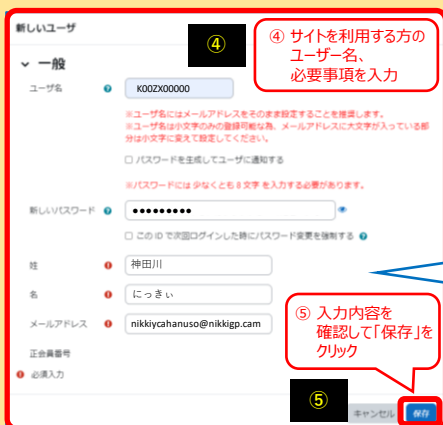 新しいユーザ
④
④ サイトを利用する方の
ユーザー名、
必要事項を入力
一般
ユーザ名
K00ZX00000
※ユーザ名にはメールアドレスをそのまま設定することを推奨します。
※ユーザ名は小文字のみの登録可能な為、メールアドレスに大文字が入っている部
分は小文字に変えて設定してください。
パスワードを生成してユーザに通知する
※パスワードには 少なくとも 8 文字 を入力する必要があります。
新しいパスワード
●●●●●●●●●
この ID で次回ログインした時にパスワード変更を強制する
姓
神田川
名
にっきぃ
メールアドレス
nikkiycahanuso@nikkigp.cam
正会員番号
必須入力
⑤ 入力内容を
確認して「保存」を
クリック
⑤
キャンセル
保存